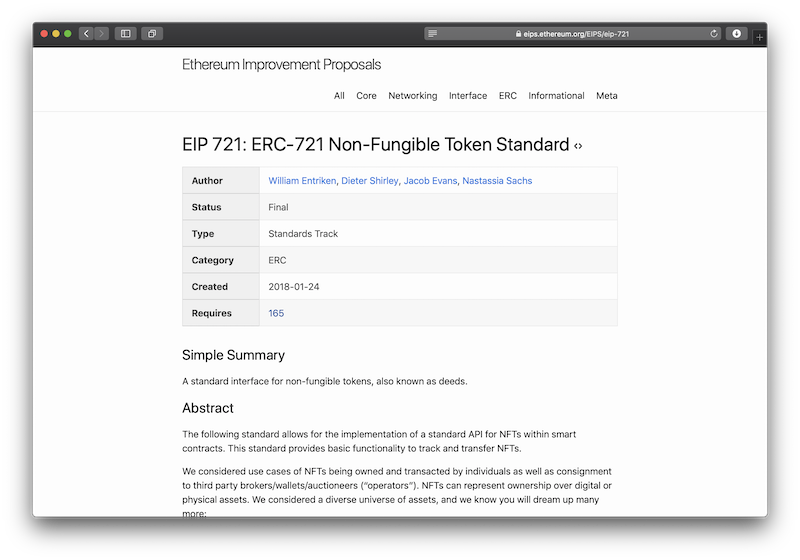 eips.ethereum.org/EIPS/eip-721
Ethereum Improvement Proposals
All Core Networking Interface ERC Informational Meta
EIP 721: ERC-721 Non-Fungible Token Standard <>
Author William Entriken, Dieter Shirley, Jacob Evans, Nastassia Sachs
Status Final
Type Standards Track
Category ERC
Created 2018-01-24
Requires 165
Simple Summary
A standard interface for non-fungible tokens, also known as deeds.
Abstract
The following standard allows for the implementation of a standard API for NFTs within smart
contracts. This standard provides basic functionality to track and transfer NFTs.
We considered use cases of NFTs being owned and transacted by individuals as well as consignment
to third party brokers/wallets/auctioneers (“operators”). NFTs can represent ownership over digital or
physical assets. We considered a diverse universe of assets, and we know you will dream up many
more: